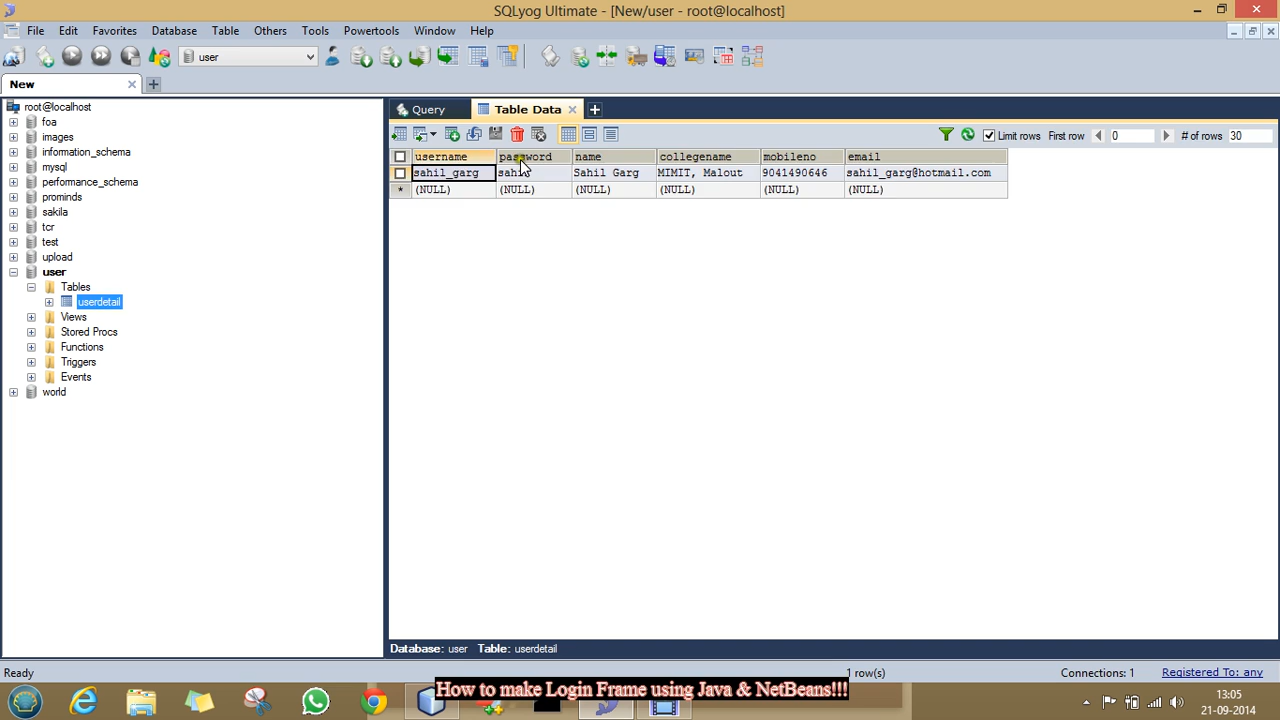 SQLyog Ultimate - [New/user - root@localhost]
File Edit Favorites Database Table Others Tools Powertools Window Help
user
New
root@localhost
foa
images
information_schema
mysql
perfomance_schema
prominds
sakila
tcr
test
upload
user
Tables
userdetail
Views
Stored Procs
Functions
Triggers
Events
world
Query Table Data
Limit rows First row 0 # of rows 30
username password name collegename mobileno email
sahil_garg Sahil Garg MIMIT, Malout 9041490646 sahil_garg@hotmail.com
* (NULL) (NULL) (NULL) (NULL) (NULL) (NULL)
Database: user Table: userdetail
Ready 1 row(s) Connections: 1 Registered To: any
How to make Login Frame using Java & NetBeans!!!
13:05
21-09-2014